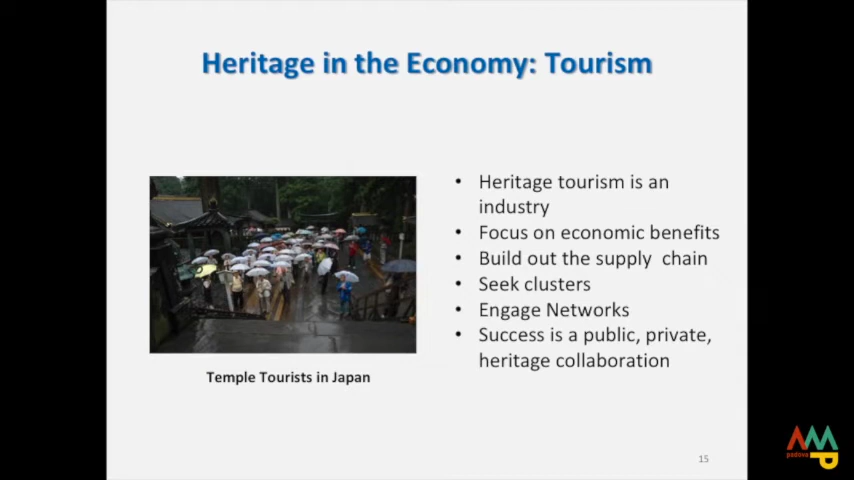 Heritage in the Economy: Tourism
• Heritage tourism is an
industry
• Focus on economic benefits
• Build out the supply chain
• Seek clusters
• Engage Networks
• Success is a public, private,
heritage collaboration
Temple Tourists in Japan
15
padova